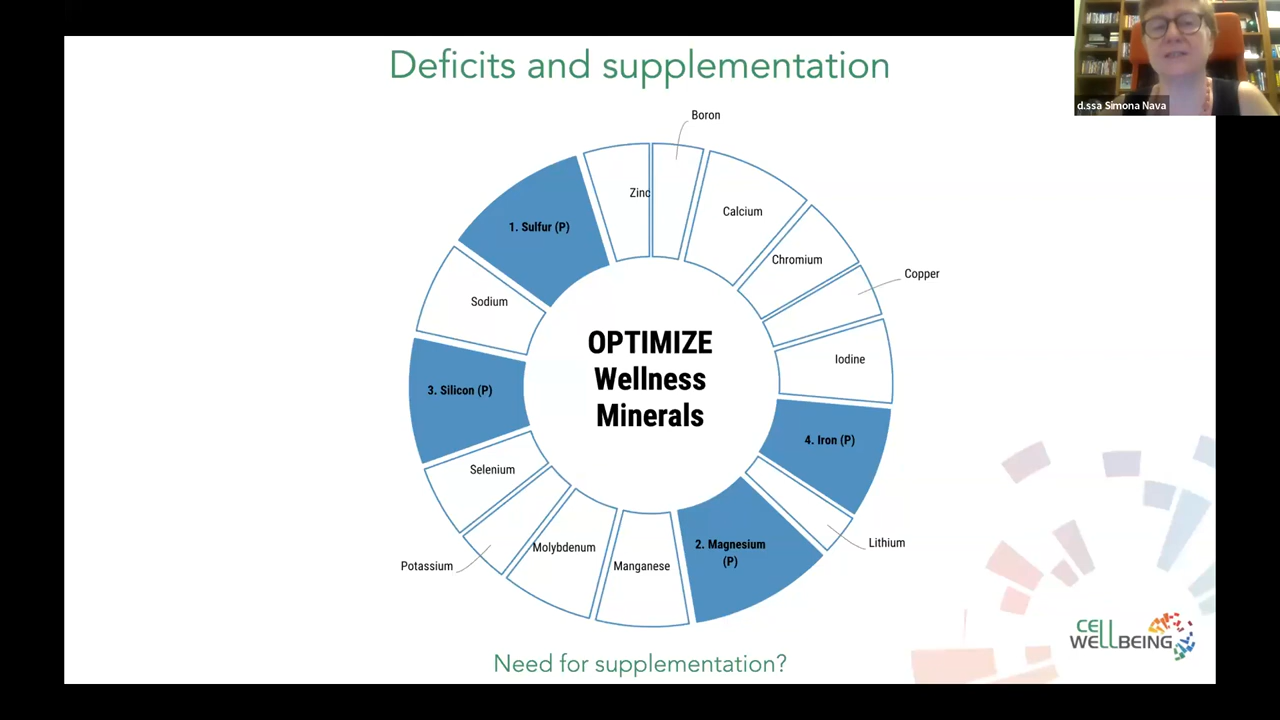 Deficits and supplementation
d.ssa Simona Nava
Boron
Zinc
Calcium
1. Sulfur (P)
Chromium
Copper
Sodium
OPTIMIZE
Wellness
Minerals
Iodine
3. Silicon (P)
4. Iron (P)
Selenium
Lithium
2. Magnesium
(P)
Molybdenum
Manganese
Potassium
CELL
WELLBEING
Need for supplementation?